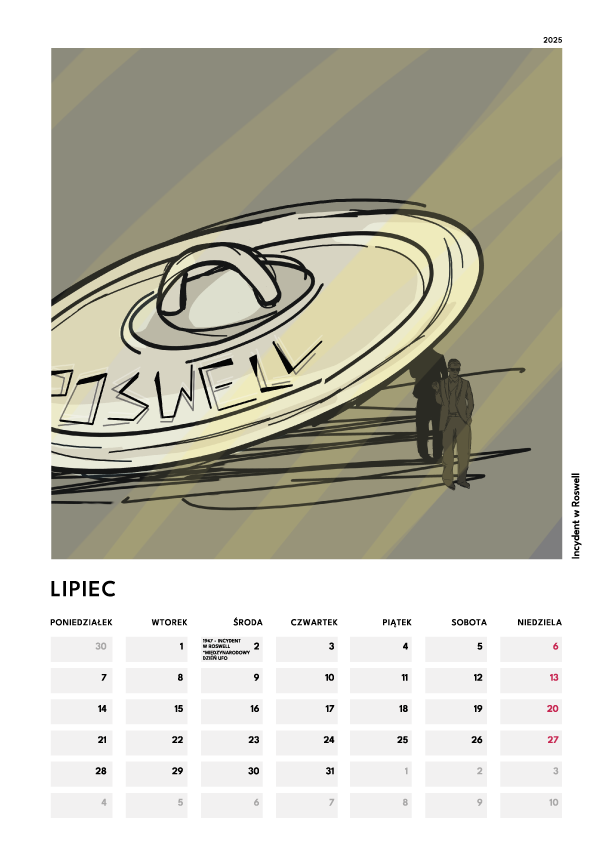 2025
ROSWELL
Incydent w Roswell
LIPIEC
PONIEDZIAŁEK WTOREK ŚRODA CZWARTEK PIĄTEK SOBOTA NIEDZIELA
30 1 2 3 4 5 6
1947 - INCYDENT
W ROSWELL
*MIĘDZYNARODOWY
DZIEŃ UFO
7 8 9 10 11 12 13
14 15 16 17 18 19 20
21 22 23 24 25 26 27
28 29 30 31 1 2 3
4 5 6 7 8 9 10